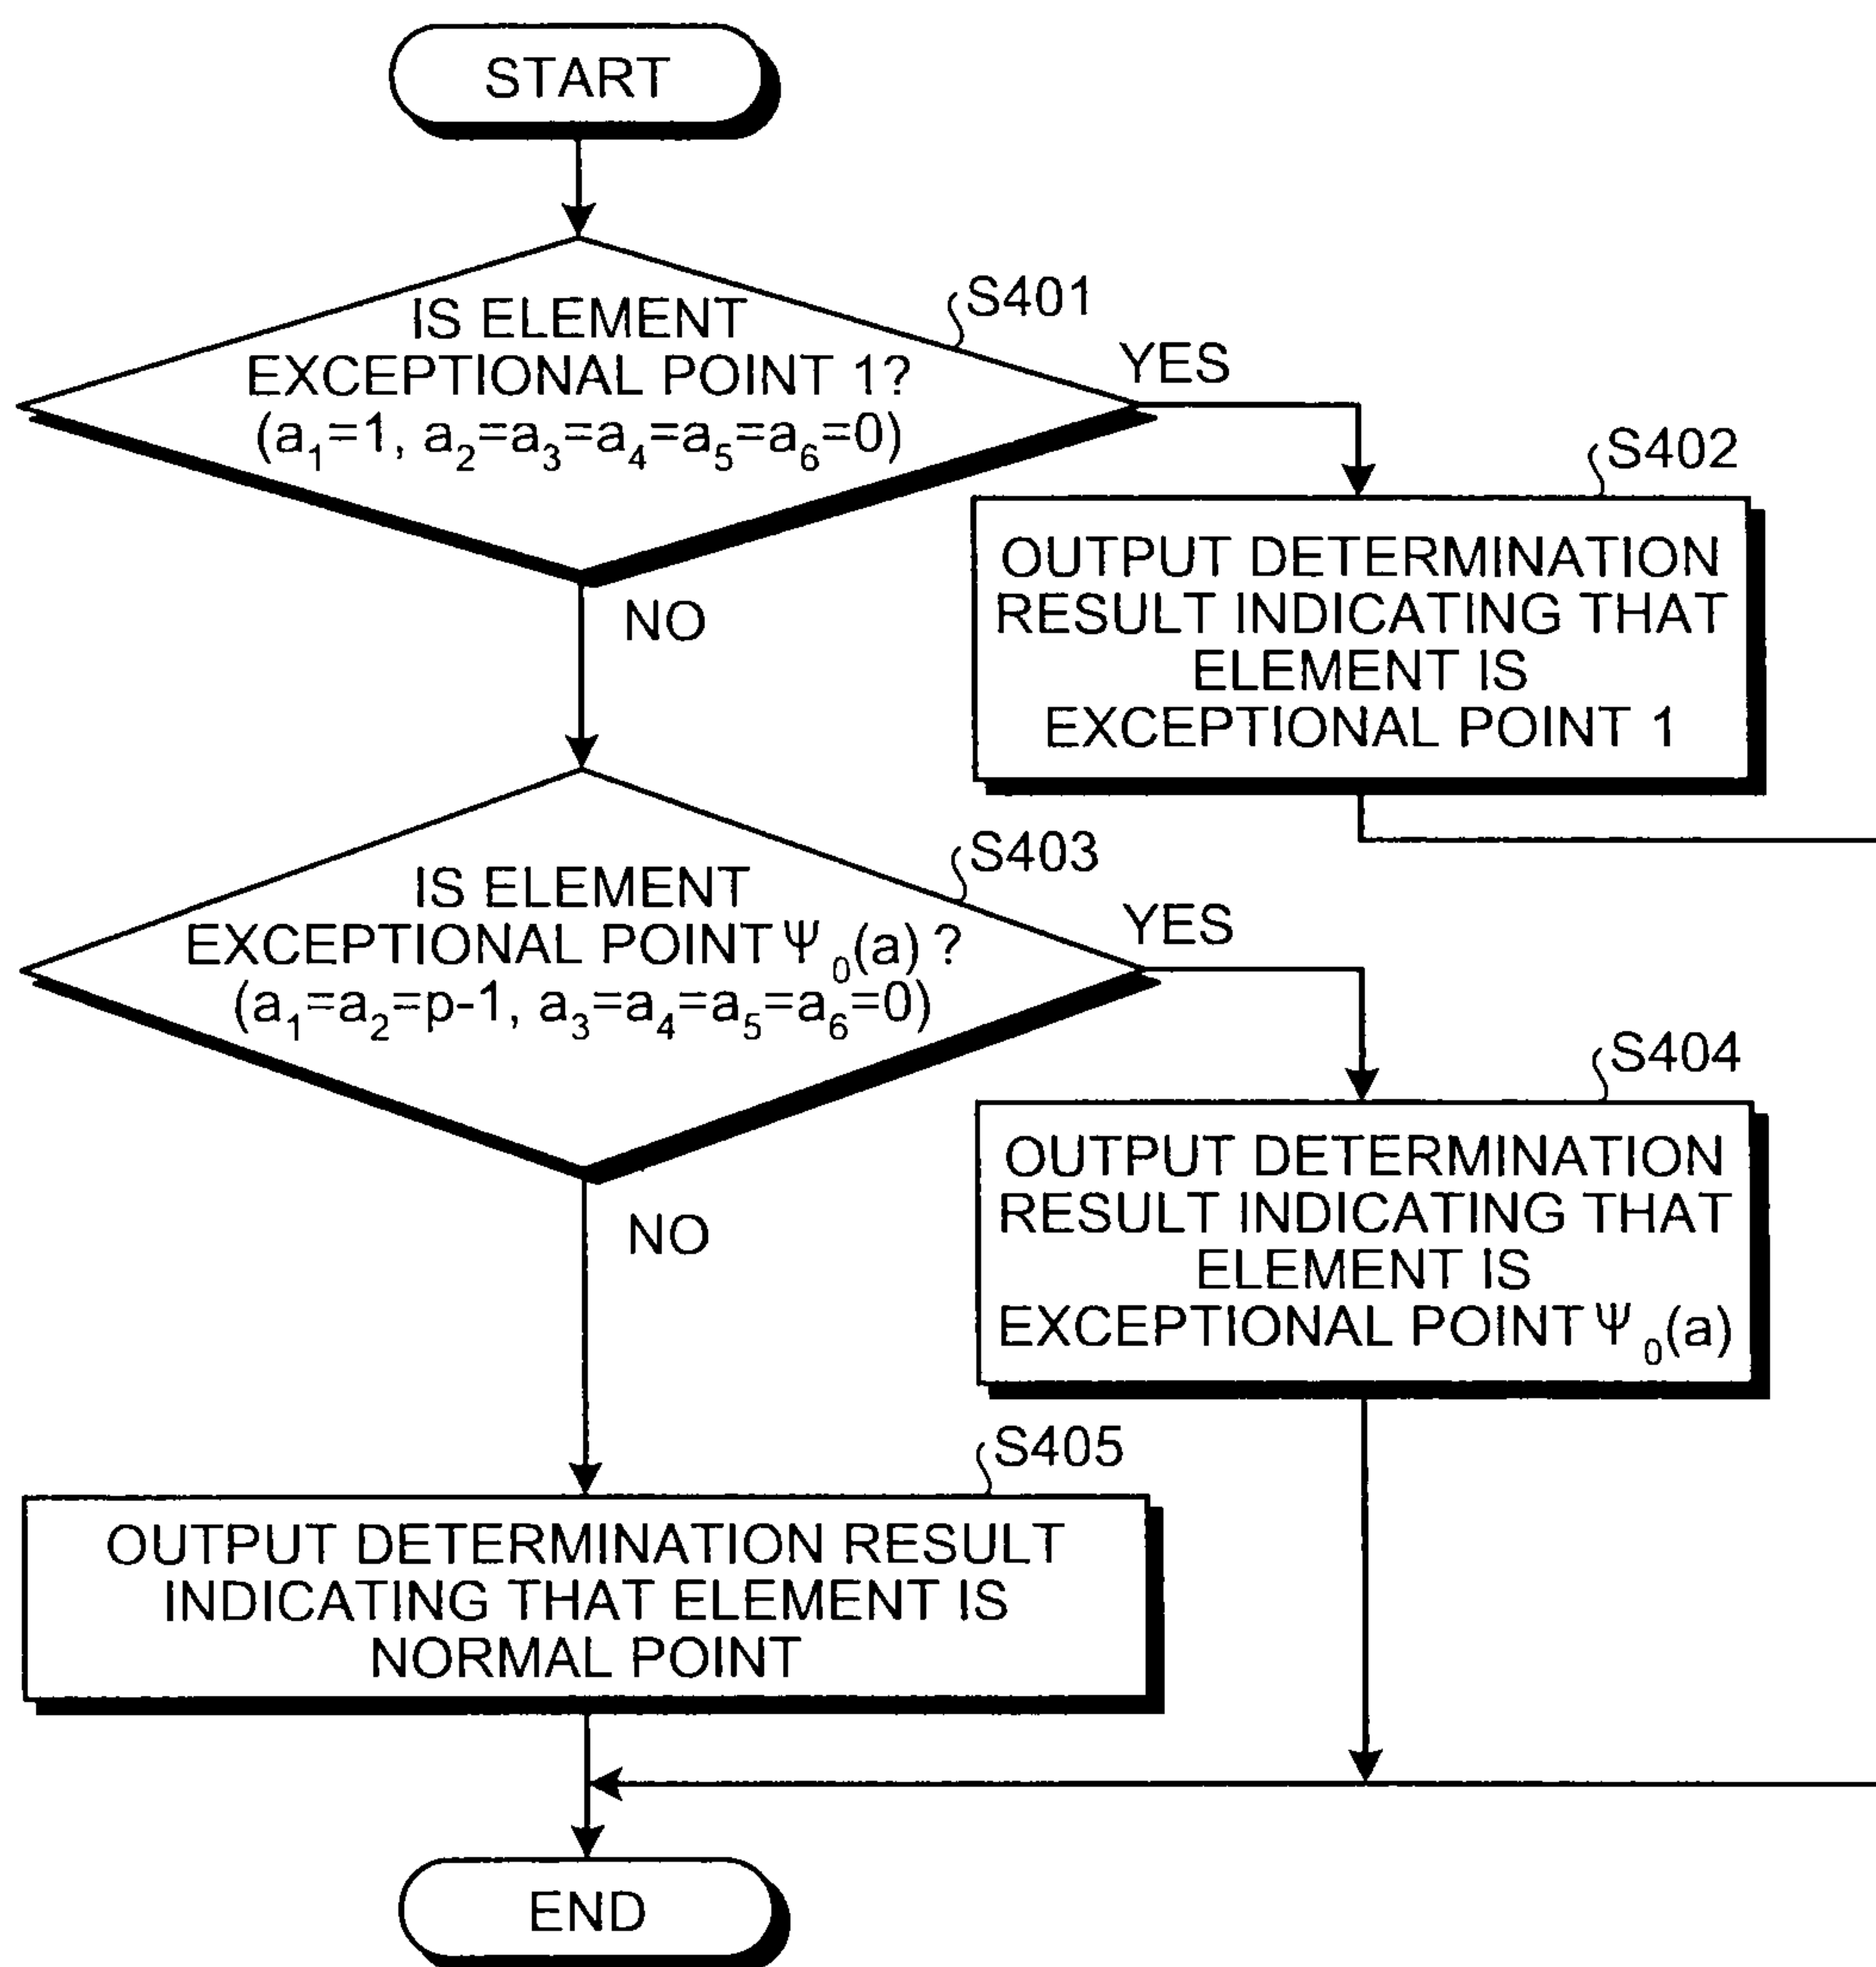 START
S401
IS ELEMENT
EXCEPTIONAL POINT 1?
(a₁=1, a₂=a₃=a₄=a₅=a₆=0)
YES
NO
S402
OUTPUT DETERMINATION
RESULT INDICATING THAT
ELEMENT IS
EXCEPTIONAL POINT 1
S403
IS ELEMENT
EXCEPTIONAL POINT Ψ₀(a) ?
(a₁=a₂=p-1, a₃=a₄=a₅=a₆=0)
YES
NO
S404
OUTPUT DETERMINATION
RESULT INDICATING THAT
ELEMENT IS
EXCEPTIONAL POINT Ψ₀(a)
S405
OUTPUT DETERMINATION RESULT
INDICATING THAT ELEMENT IS
NORMAL POINT
END